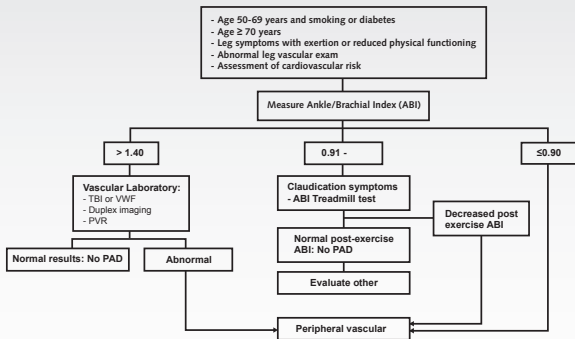 - Age 50-69 years and smoking or diabetes
- Age ≥ 70 years
- Leg symptoms with exertion or reduced physical functioning
- Abnormal leg vascular exam
- Assessment of cardiovascular risk
Measure Ankle/Brachial Index (ABI)
> 1.40
0.91 -
≤0.90
Vascular Laboratory:
- TBI or VWF
- Duplex imaging
- PVR
Claudication symptoms
- ABI Treadmill test
Decreased post
exercise ABI
Normal results: No PAD
Abnormal
Normal post-exercise
ABI: No PAD
Evaluate other
Peripheral vascular